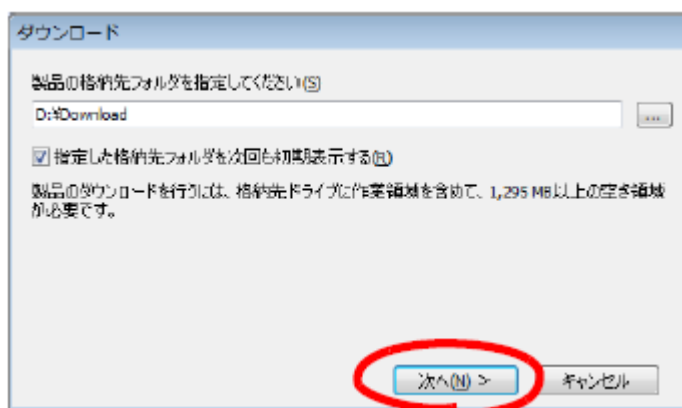 ダウンロード
製品の格納先フォルダを指定してください(S)
D:¥Download
...
指定した格納先フォルダを次回も初期表示する(R)
製品のダウンロードを行うには、格納先ドライブに作業領域を含めて、1,295 MB以上の空き領域
が必要です。
次へ(N) > キャンセル